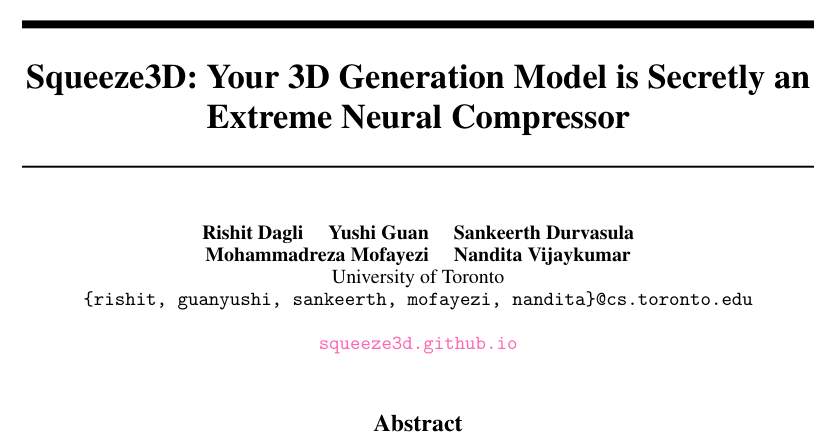 Squeeze3D: Your 3D Generation Model is Secretly an
Extreme Neural Compressor
Rishit Dagli Yushi Guan Sankeerth Durvasula
Mohammadreza Mofayezi Nandita Vijaykumar
University of Toronto
{rishit, guanyushi, sankeerth, mofayezi, nandita}@cs.toronto.edu
squeeze3d.github.io
Abstract